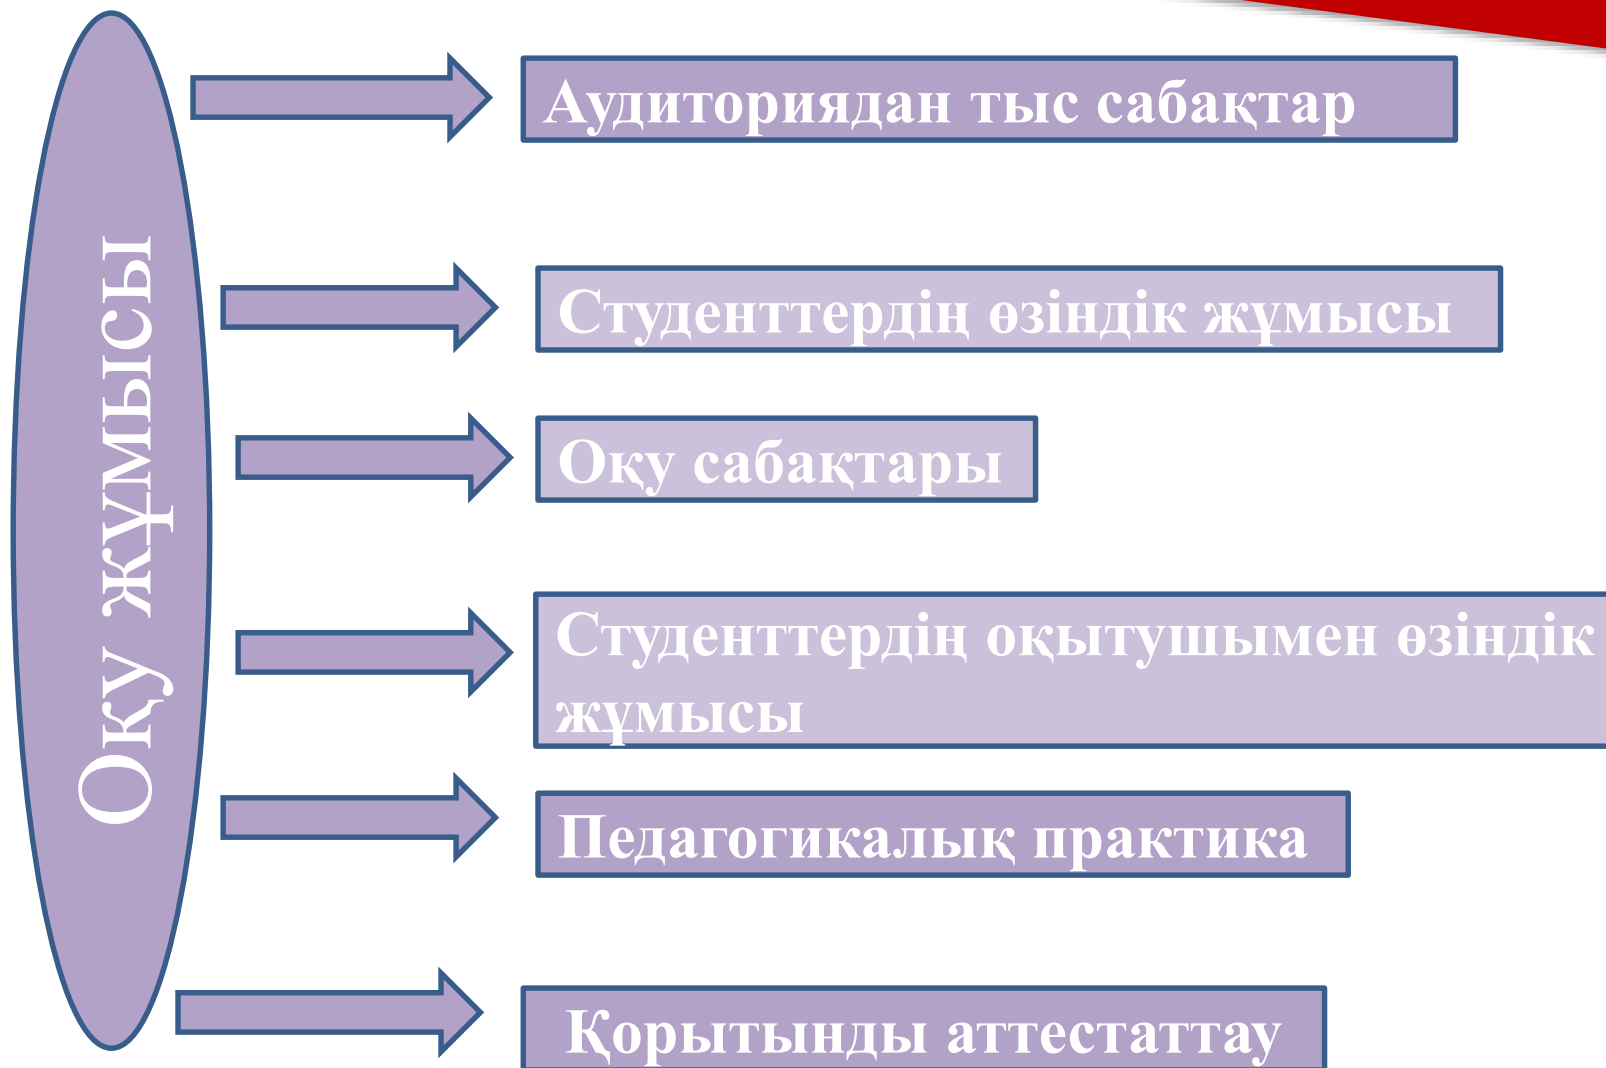 Оқу жұмысы
Аудиториядан тыс сабақтар
Студенттердің өзіндік жұмысы
Оқу сабақтары
Студенттердің оқытушымен өзіндік
жұмысы
Педагогикалық практика
Қорытынды аттестаттау